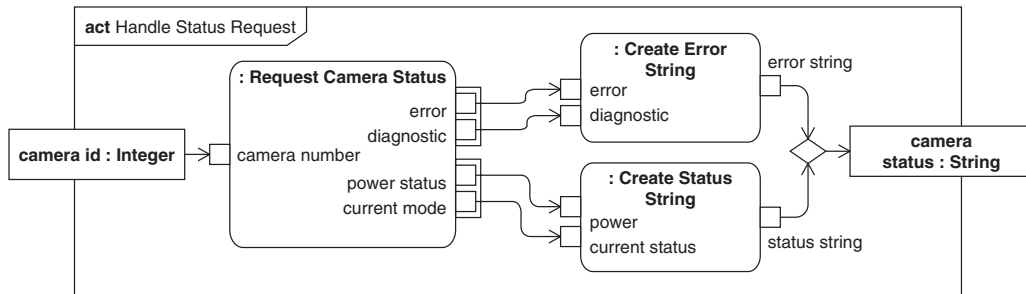 act Handle Status Request
camera id : Integer
: Request Camera Status
error
diagnostic
camera number
power status
current mode
: Create Error
String
error
diagnostic
error string
: Create Status
String
power
current status
status string
camera
status : String